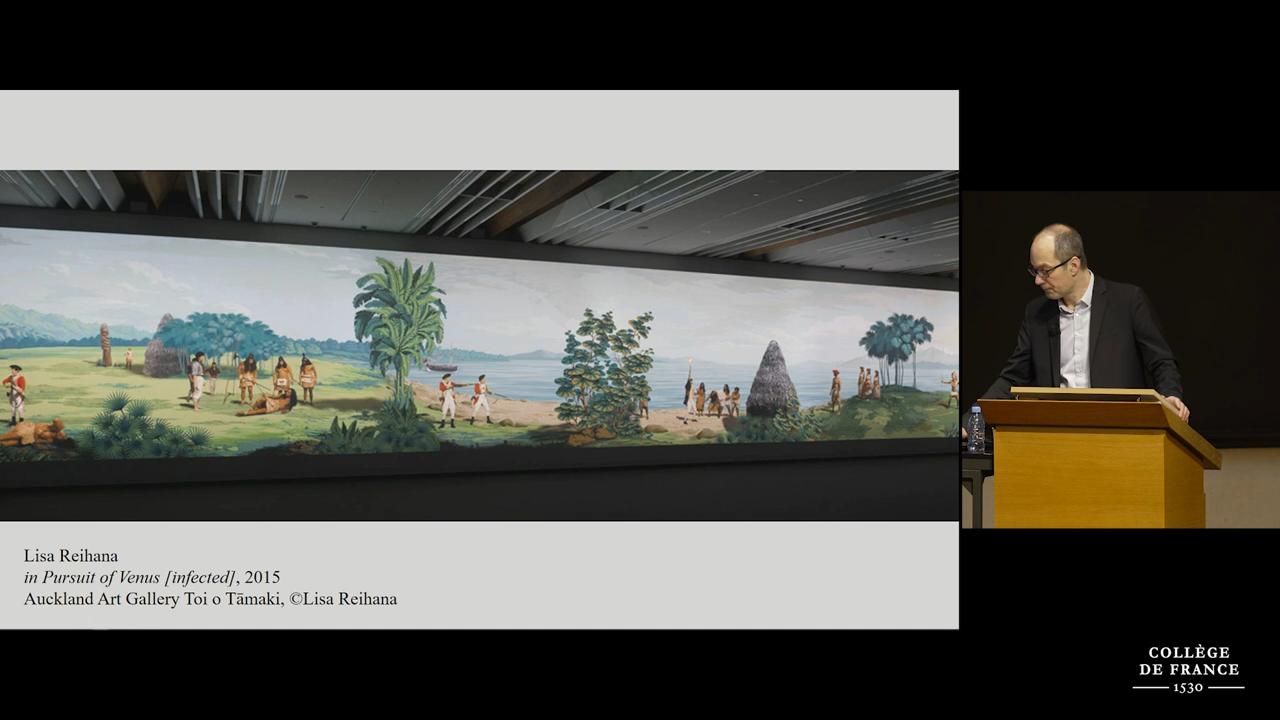 Lisa Reihana
in Pursuit of Venus [infected], 2015
Auckland Art Gallery Toi o Tāmaki, ©Lisa Reihana
COLLÈGE
DE FRANCE
1530